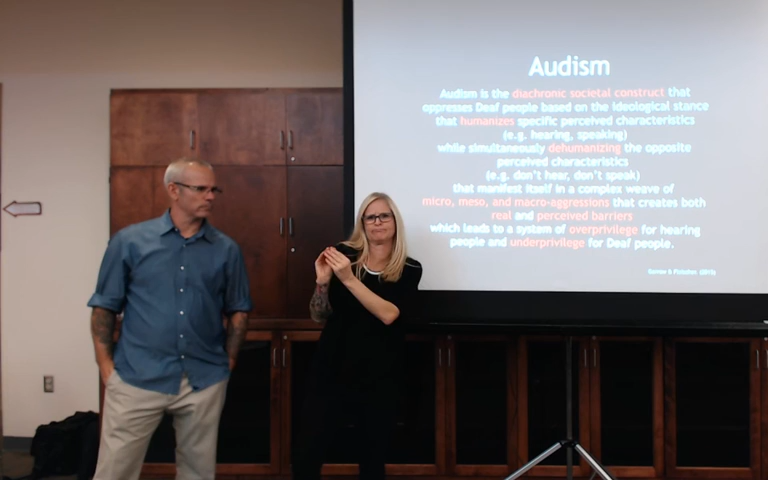 Audism
Audism is the diachronic societal construct that
oppresses Deaf people based on the ideological stance
that humanizes specific perceived characteristics
(e.g. hearing, speaking)
while simultaneously dehumanizing the opposite
perceived characteristics
(e.g. don't hear, don't speak)
that manifest itself in a complex weave of
micro, meso, and macro-aggressions that creates both
real and perceived barriers
which leads to a system of overprivilege for hearing
people and underprivilege for Deaf people.